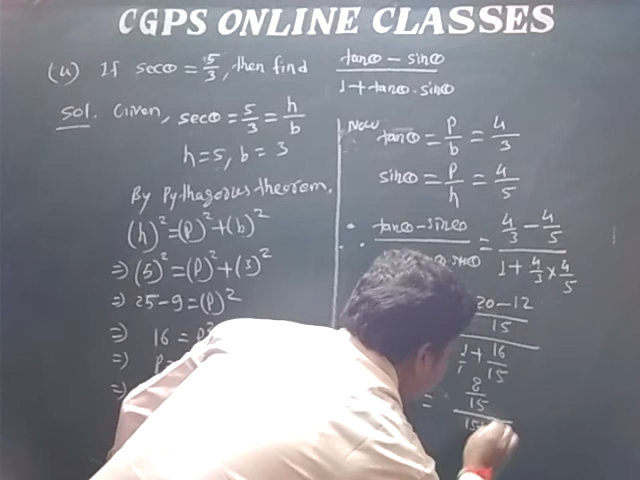 CGPS ONLINE CLASSES
(4) If secθ = 5/3, then find (tanθ - sinθ)/(1 + tanθ · sinθ)
Sol. Given, secθ = 5/3 = h/b
h = 5, b = 3
By Pythagorus theorem,
(h)² = (P)² + (b)²
⇒ (5)² = (P)² + (3)²
⇒ 25 - 9 = (P)²
⇒ 16 = P²
⇒ P
⇒
Now
tanθ = P/b = 4/3
sinθ = P/h = 4/5
∴ (tanθ - sinθ)/ = (4/3 - 4/5)/(1 + 4/3 × 4/5)
((20 - 12)/15)/(1/1 + 16/15)
= (8/15)/(15